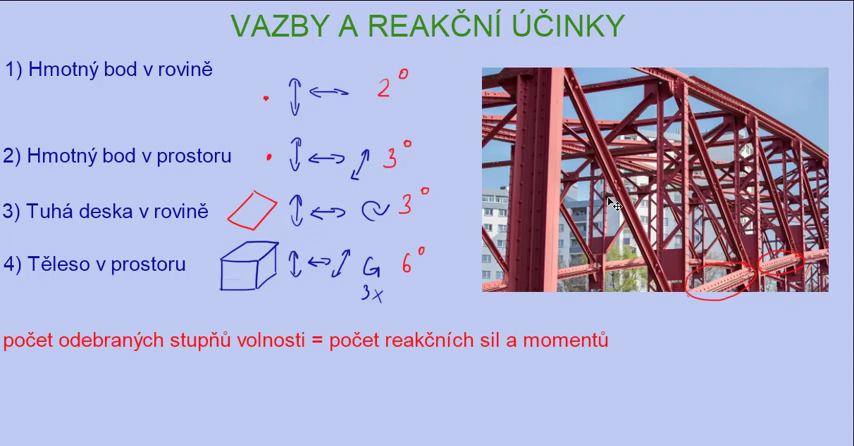 VAZBY A REAKČNÍ ÚČINKY
1) Hmotný bod v rovině
2°
2) Hmotný bod v prostoru
3°
3) Tuhá deska v rovině
3°
4) Těleso v prostoru
6°
3x
počet odebraných stupňů volnosti = počet reakčních sil a momentů